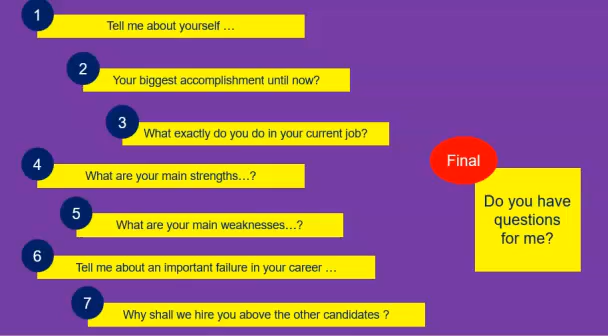 1
Tell me about yourself …
2
Your biggest accomplishment until now?
3
What exactly do you do in your current job?
4
What are your main strengths…?
5
What are your main weaknesses…?
6
Tell me about an important failure in your career …
7
Why shall we hire you above the other candidates ?
Final
Do you have
questions
for me?